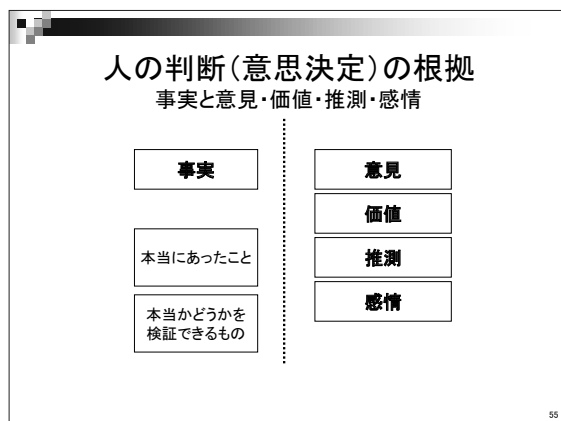 人の判断（意思決定）の根拠
事実と意見・価値・推測・感情
事実
本当にあったこと
本当かどうかを
検証できるもの
意見
価値
推測
感情
55